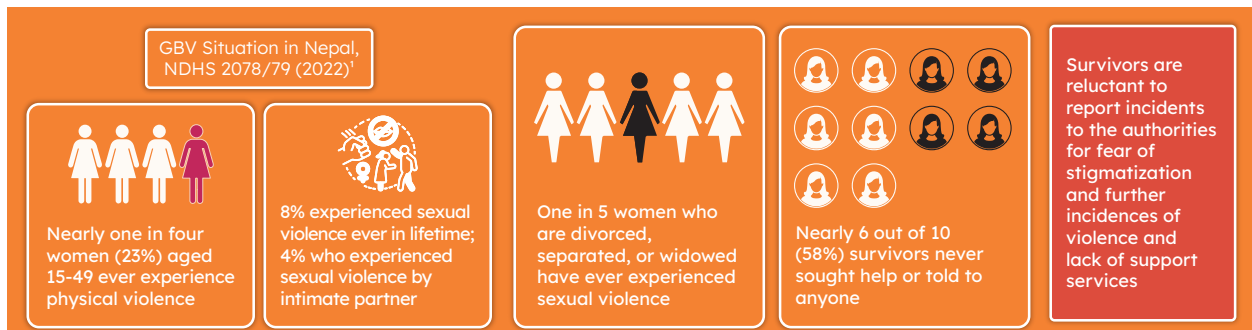 GBV Situation in Nepal,
NDHS 2078/79 (2022)¹
Nearly one in four
women (23%) aged
15-49 ever experience
physical violence
8% experienced sexual
violence ever in lifetime;
4% who experienced
sexual violence by
intimate partner
One in 5 women who
are divorced,
separated, or widowed
have ever experienced
sexual violence
Nearly 6 out of 10
(58%) survivors never
sought help or told to
anyone
Survivors are
reluctant to
report incidents
to the authorities
for fear of
stigmatization
and further
incidences of
violence and
lack of support
services